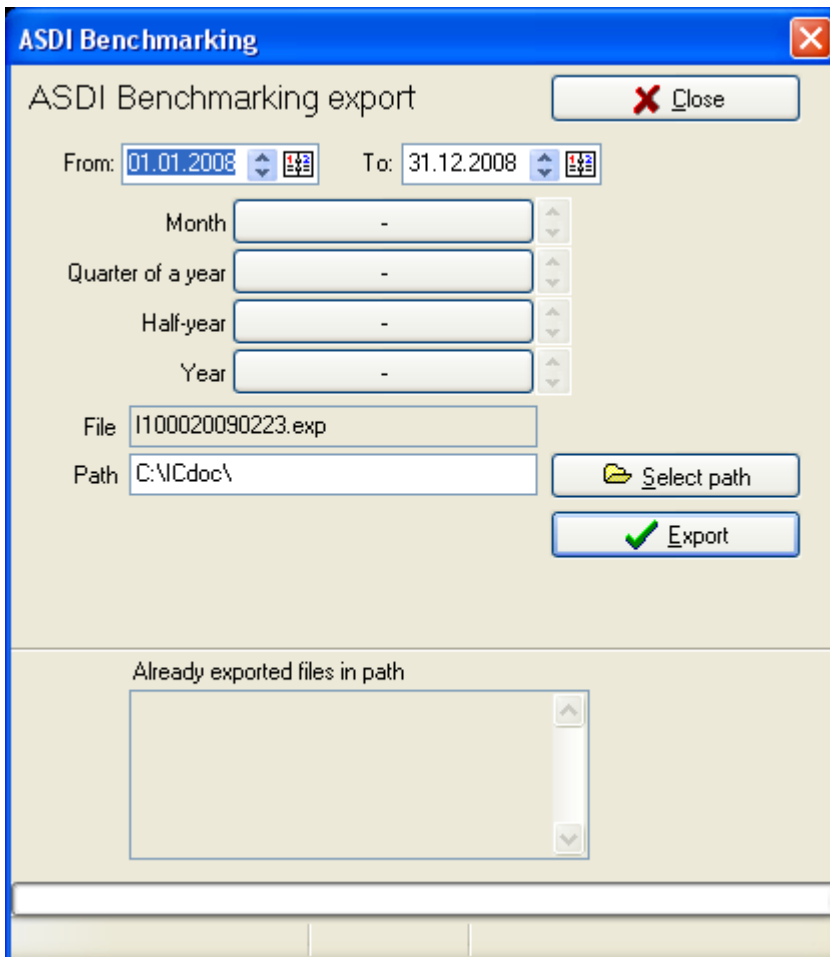 ASDI Benchmarking
ASDI Benchmarking export
Close
From: 01.01.2008 To: 31.12.2008
Month -
Quarter of a year -
Half-year -
Year -
File I100020090223.exp
Path C:\ICdoc\ Select path
Export
Already exported files in path